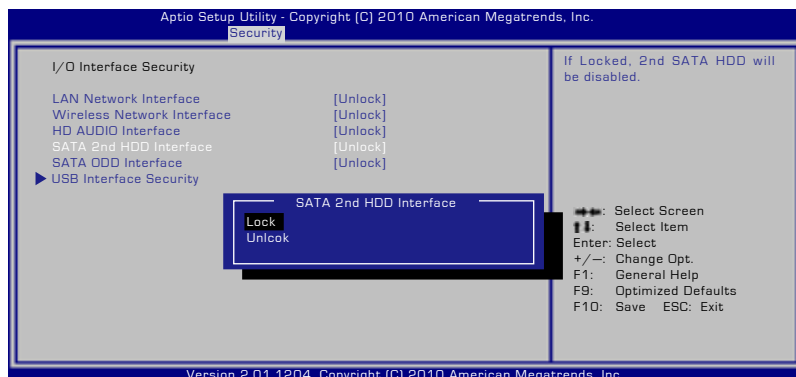 Aptio Setup Utility - Copyright (C) 2010 American Megatrends, Inc.
Security
I/O Interface Security
LAN Network Interface [Unlock]
Wireless Network Interface [Unlock]
HD AUDIO Interface [Unlock]
SATA 2nd HDD Interface [Unlock]
SATA ODD Interface [Unlock]
USB Interface Security
SATA 2nd HDD Interface
Lock
Unlcok
If Locked, 2nd SATA HDD will
be disabled.
: Select Screen
: Select Item
Enter: Select
+/—: Change Opt.
F1: General Help
F9: Optimized Defaults
F10: Save ESC: Exit
Version 2.01.1204. Copyright (C) 2010 American Megatrends, Inc.